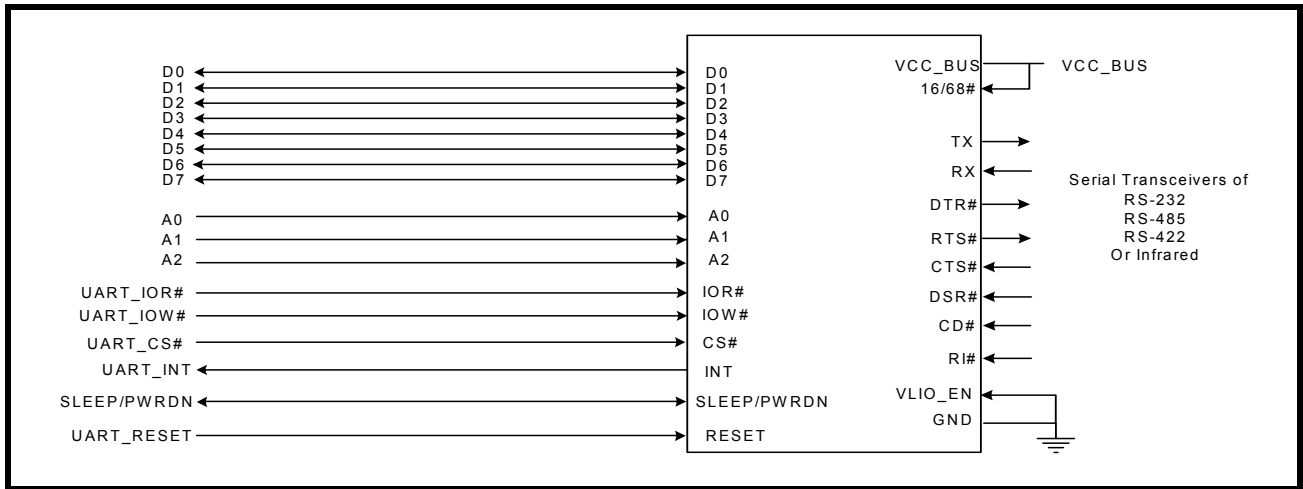 D0
D1
D2
D3
D4
D5
D6
D7
A0
A1
A2
UART_IOR#
UART_IOW#
UART_CS#
UART_INT
SLEEP/PWRDN
UART_RESET
D0
D1
D2
D3
D4
D5
D6
D7
A0
A1
A2
IOR#
IOW#
CS#
INT
SLEEP/PWRDN
RESET
VCC_BUS
16/68#
TX
RX
DTR#
RTS#
CTS#
DSR#
CD#
RI#
VLIO_EN
GND
VCC_BUS
Serial Transceivers of
RS-232
RS-485
RS-422
Or Infrared